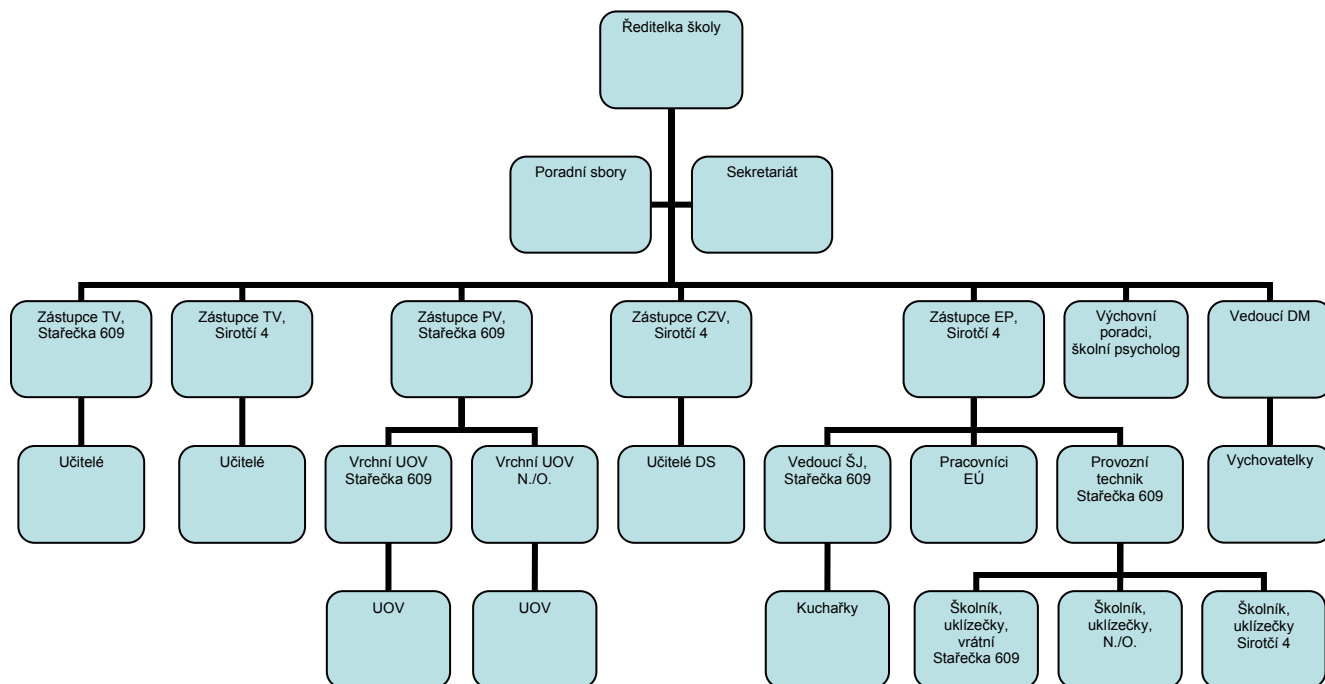 Ředitelka školy
Poradní sbory
Sekretariát
Zástupce TV,
Stařečka 609
Zástupce TV,
Sirotčí 4
Zástupce PV,
Stařečka 609
Zástupce CZV,
Sirotčí 4
Zástupce EP,
Sirotčí 4
Výchovní
poradci,
školní psycholog
Vedoucí DM
Učitelé
Učitelé
Vrchní UOV
Stařečka 609
Vrchní UOV
N./O.
Učitelé DS
Vedoucí ŠJ,
Stařečka 609
Pracovníci
EÚ
Provozní
technik
Stařečka 609
Vychovatelky
UOV
UOV
Kuchařky
Školník,
uklízečky,
vrátní
Stařečka 609
Školník,
uklízečky,
N./O.
Školník,
uklízečky
Sirotčí 4